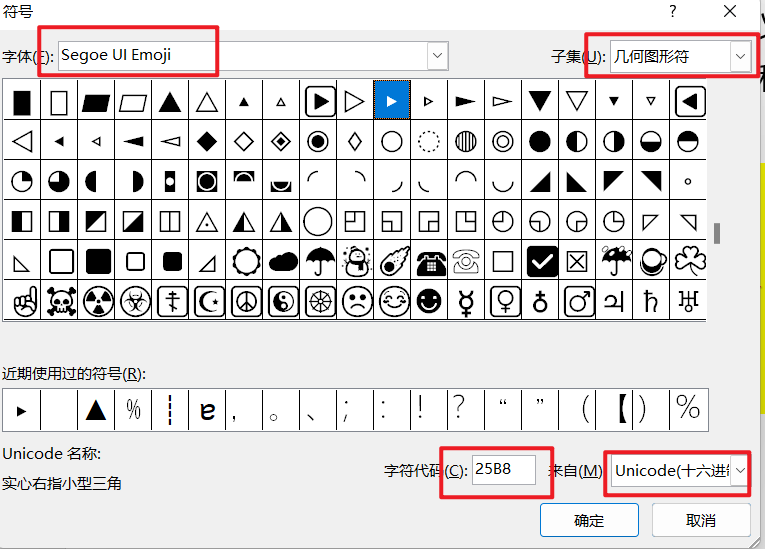 符号
字体(F): Segoe UI Emoji 子集(U): 几何图形符
近期使用过的符号(R):
▸ ▲ % ┇ ɐ , 。 、 ; : ! ? “ ” ( 【 ) %
Unicode 名称:
实心右指小型三角
字符代码(C): 25B8 来自(M) Unicode(十六进制
确定 取消